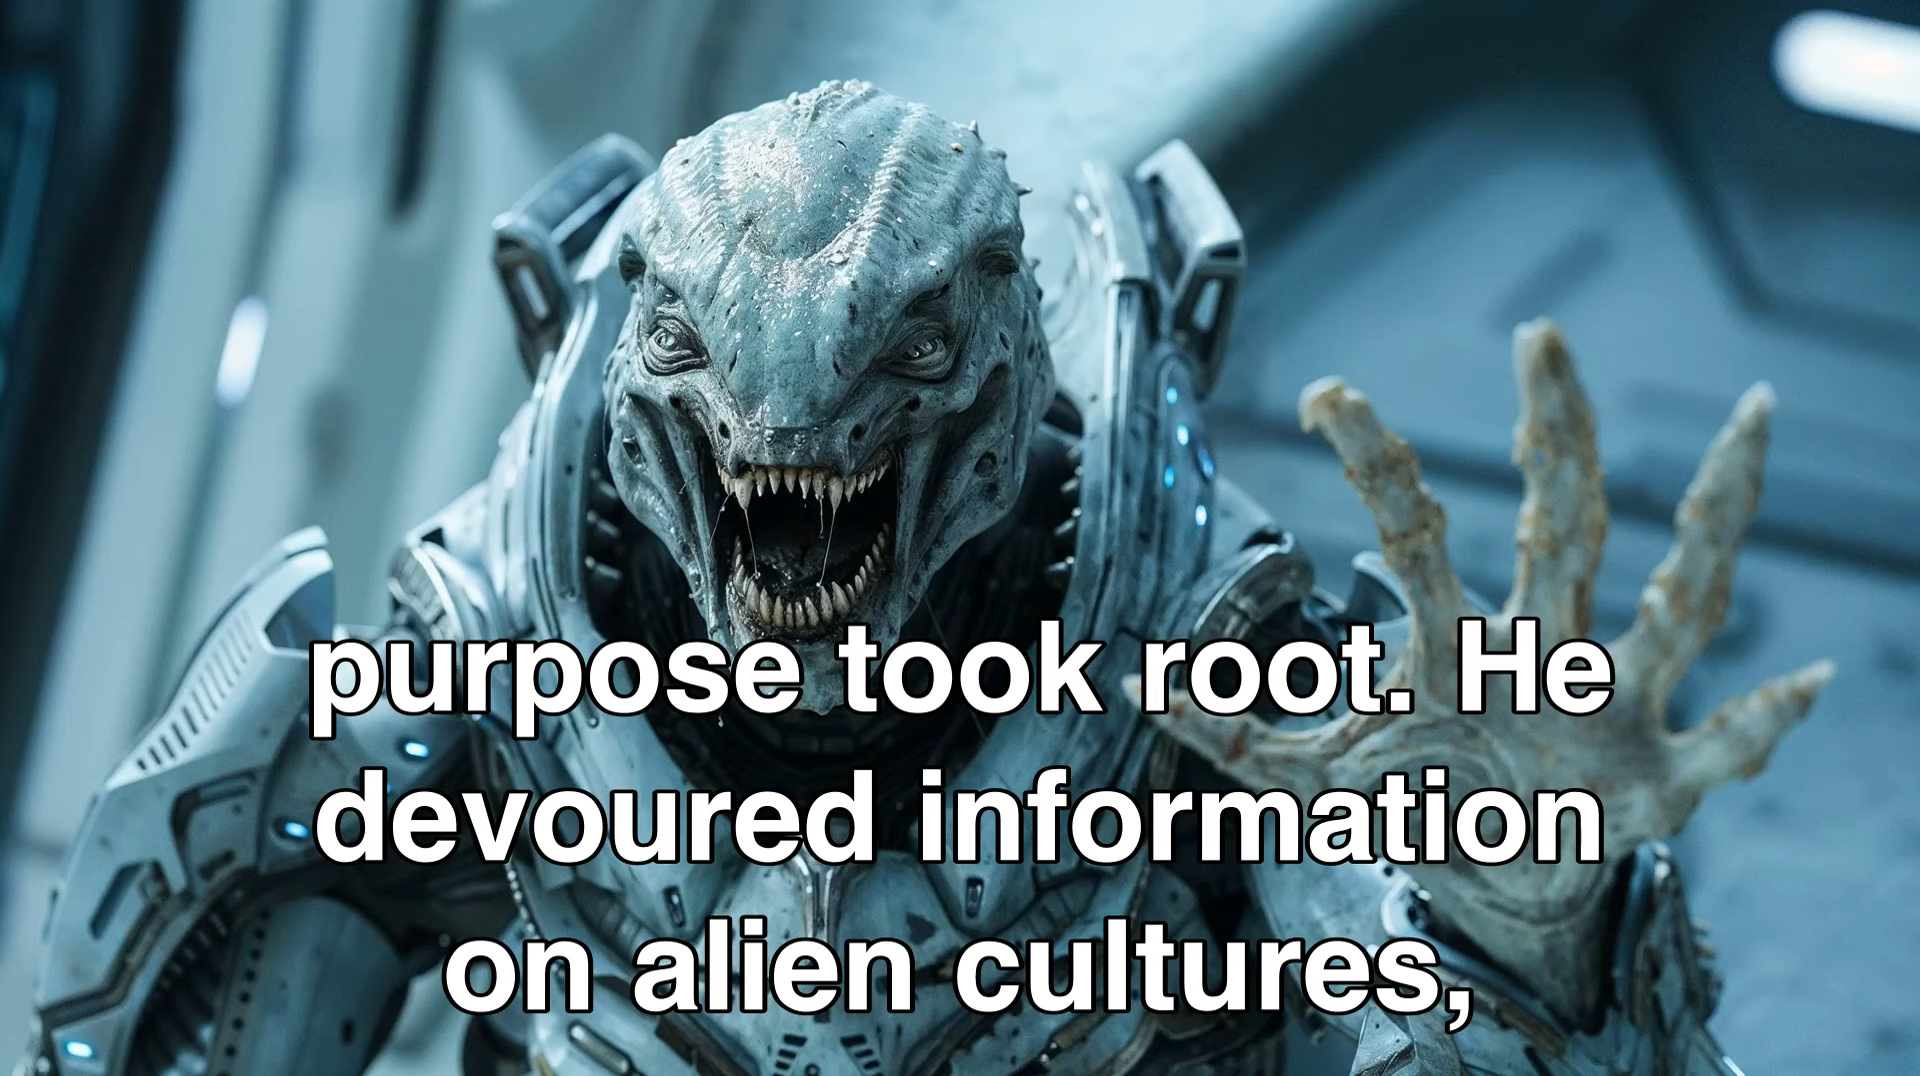 purpose took root. He
devoured information
on alien cultures,